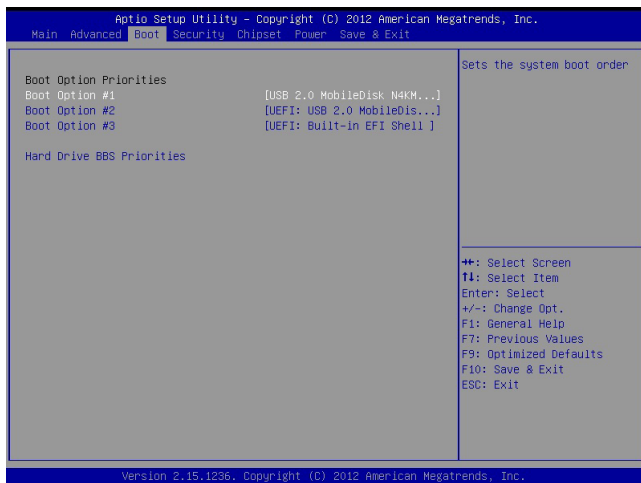 Aptio Setup Utility – Copyright (C) 2012 American Megatrends, Inc.
Main Advanced Boot Security Chipset Power Save & Exit
Boot Option Priorities
Boot Option #1 [USB 2.0 MobileDisk N4KM...]
Boot Option #2 [UEFI: USB 2.0 MobileDis...]
Boot Option #3 [UEFI: Built-in EFI Shell ]
Hard Drive BBS Priorities
Sets the system boot order
→←: Select Screen
↑↓: Select Item
Enter: Select
+/-: Change Opt.
F1: General Help
F7: Previous Values
F9: Optimized Defaults
F10: Save & Exit
ESC: Exit
Version 2.15.1236. Copyright (C) 2012 American Megatrends, Inc.